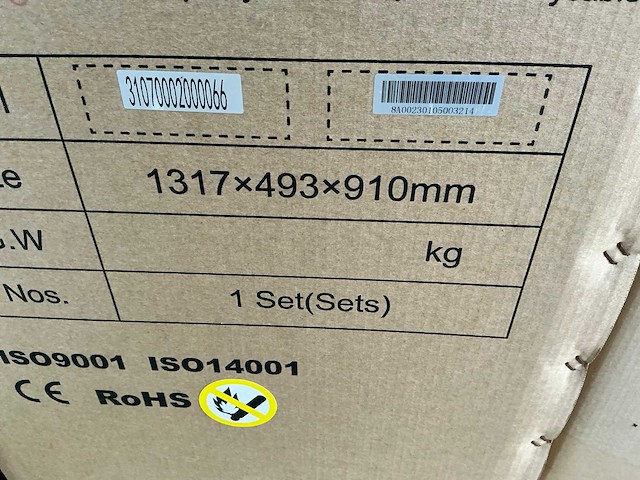 31070002000066
8A00230105003214
1317×493×910mm
G.W
kg
Nos.
1 Set(Sets)
ISO9001 ISO14001
CE RoHS